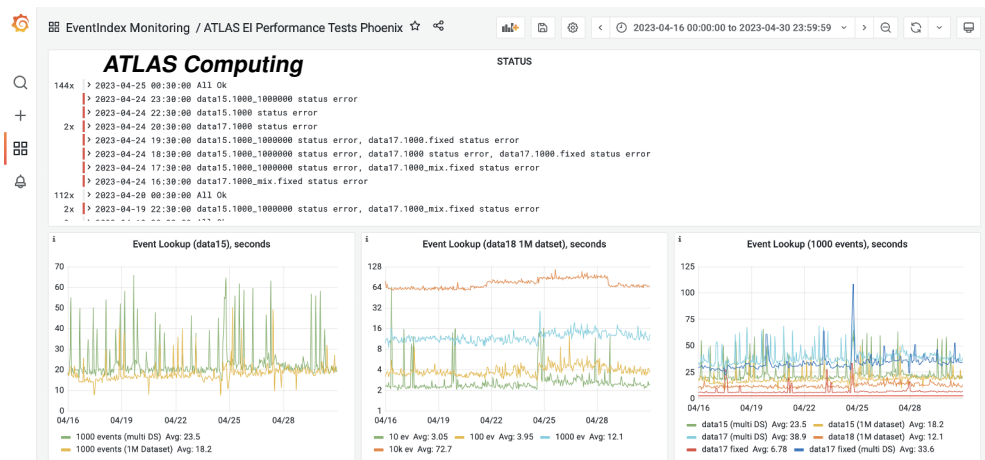 EventIndex Monitoring / ATLAS EI Performance Tests Phoenix
2023-04-16 00:00:00 to 2023-04-30 23:59:59
ATLAS Computing
STATUS
144x > 2023-04-25 00:30:00 All Ok
> 2023-04-24 23:30:00 data15.1000_1000000 status error
> 2023-04-24 22:30:00 data15.1000 status error
2x > 2023-04-24 20:30:00 data17.1000 status error
> 2023-04-24 19:30:00 data15.1000_1000000 status error, data17.1000.fixed status error
> 2023-04-24 18:30:00 data15.1000_1000000 status error, data17.1000 status error, data17.1000.fixed status error
> 2023-04-24 17:30:00 data15.1000_1000000 status error, data17.1000_mix.fixed status error
> 2023-04-24 16:30:00 data17.1000_mix.fixed status error
112x > 2023-04-20 00:30:00 All Ok
2x > 2023-04-19 22:30:00 data15.1000_1000000 status error, data17.1000_mix.fixed status error
i
Event Lookup (data15), seconds
70
60
50
40
30
20
10
0
04/16 04/19 04/22 04/25 04/28
1000 events (multi DS) Avg: 23.5
1000 events (1M Dataset) Avg: 18.2
i
Event Lookup (data18 1M datset), seconds
128
64
32
16
8
4
2
1
04/16 04/19 04/22 04/25 04/28
10 ev Avg: 3.05 100 ev Avg: 3.95 1000 ev Avg: 12.1
10k ev Avg: 72.7
i
Event Lookup (1000 events), seconds
125
100
75
50
25
0
04/16 04/19 04/22 04/25 04/28
data15 (multi DS) Avg: 23.5 data15 (1M dataset) Avg: 18.2
data17 (multi DS) Avg: 38.9 data18 (1M dataset) Avg: 12.1
data17 fixed Avg: 6.78 data17 fixed (multi DS) Avg: 33.6